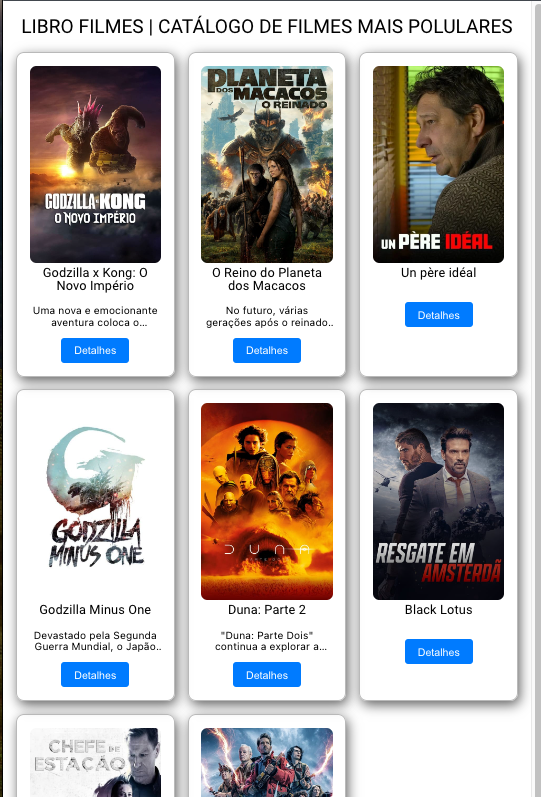 LIBRO FILMES | CATÁLOGO DE FILMES MAIS POLULARES
GODZILLA KONG
O NOVO IMPÉRIO
Godzilla x Kong: O
Novo Império
Uma nova e emocionante
aventura coloca o...
Detalhes
PLANETA
DOS MACACOS
O REINADO
O Reino do Planeta
dos Macacos
No futuro, várias
gerações após o reinado..
Detalhes
UN PÈRE IDÉAL
Un père idéal
Detalhes
GODZILLA
MINUS ONE
Godzilla Minus One
Devastado pela Segunda
Guerra Mundial, o Japão..
Detalhes
DUNA
Duna: Parte 2
"Duna: Parte Dois"
continua a explorar a...
Detalhes
RESGATE EM
AMSTERDÃ
Black Lotus
Detalhes
CHEFE DE
ESTAÇÃO